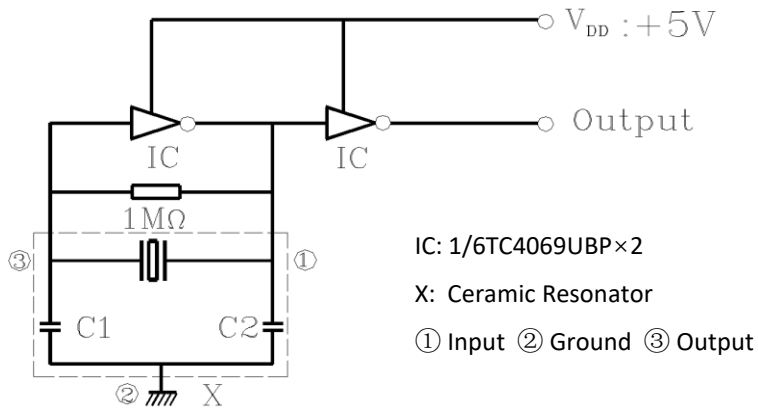 V_DD :+5V
Output
IC
IC
1MΩ
③
①
IC: 1/6TC4069UBP×2
X: Ceramic Resonator
① Input ② Ground ③ Output
C1
C2
②
X